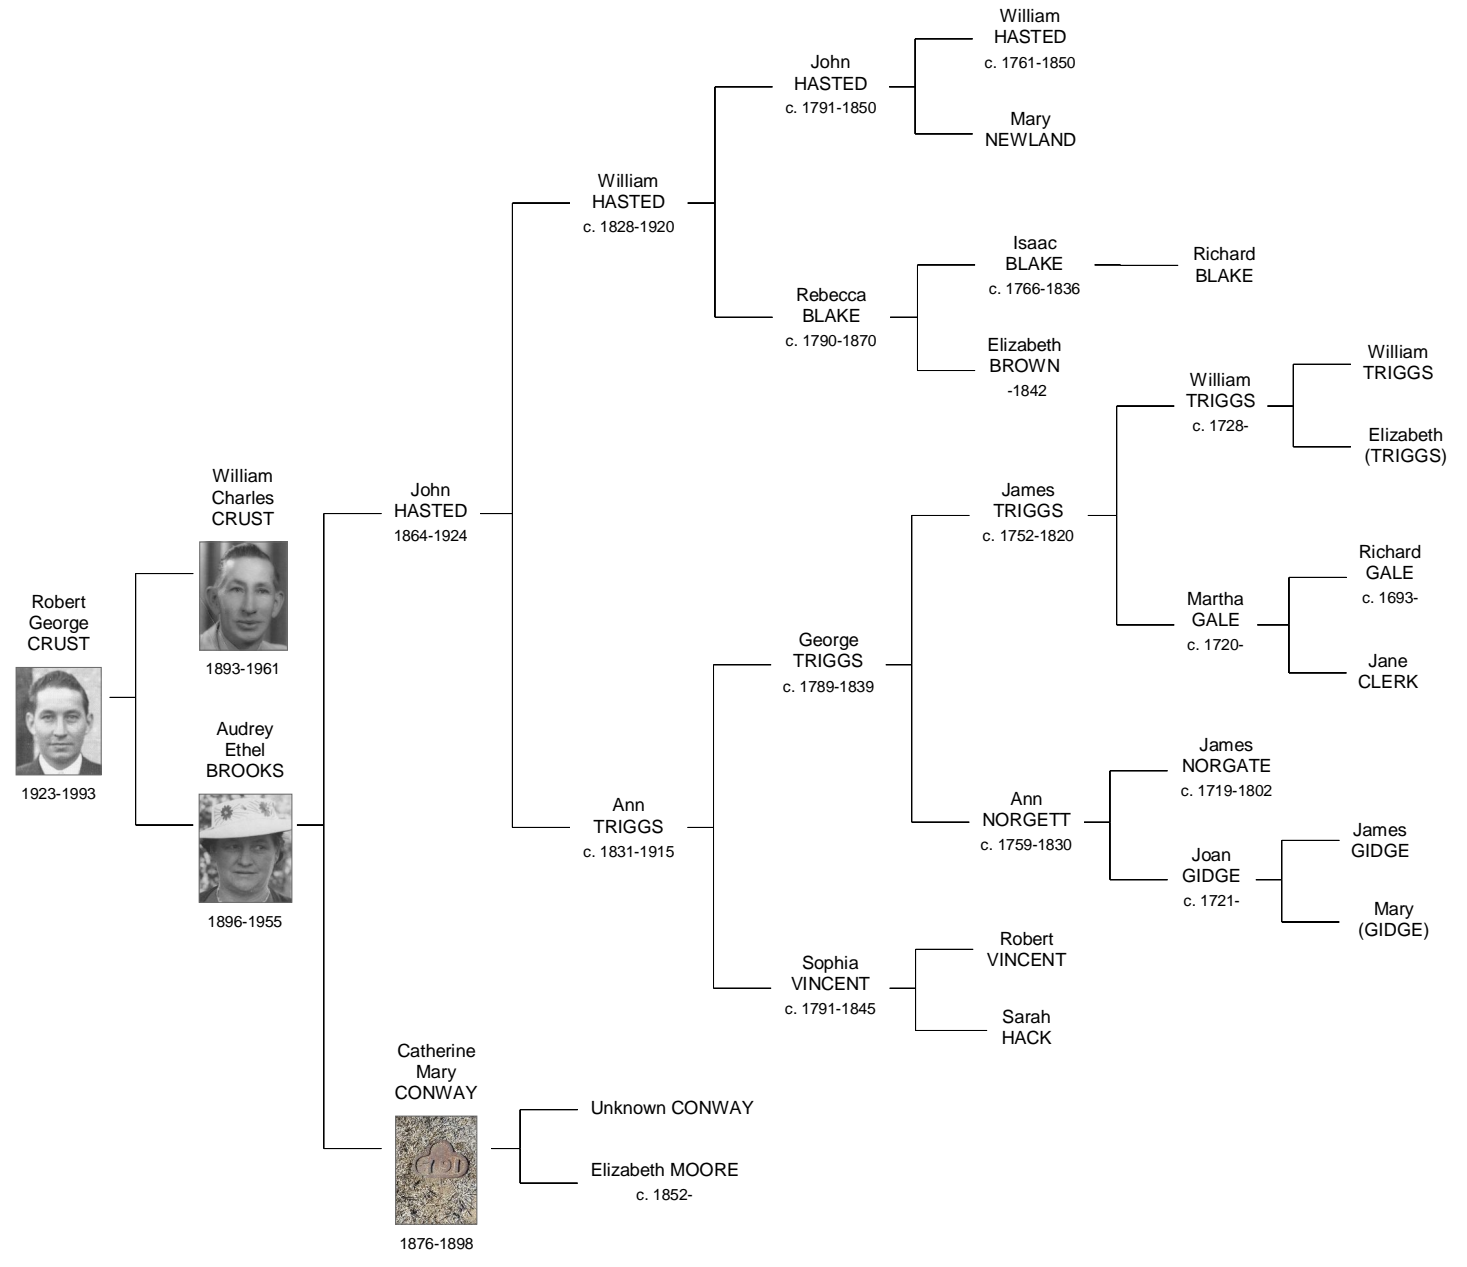 William
HASTED
c. 1761-1850
John
HASTED
c. 1791-1850
Mary
NEWLAND
William
HASTED
c. 1828-1920
Isaac
BLAKE
c. 1766-1836
Richard
BLAKE
Rebecca
BLAKE
c. 1790-1870
Elizabeth
BROWN
-1842
William
TRIGGS
William
TRIGGS
c. 1728-
Elizabeth
(TRIGGS)
William
Charles
CRUST
1893-1961
John
HASTED
1864-1924
James
TRIGGS
c. 1752-1820
Richard
GALE
c. 1693-
Martha
GALE
c. 1720-
Jane
CLERK
Robert
George
CRUST
1923-1993
George
TRIGGS
c. 1789-1839
Audrey
Ethel
BROOKS
1896-1955
James
NORGATE
c. 1719-1802
Ann
TRIGGS
c. 1831-1915
Ann
NORGETT
c. 1759-1830
James
GIDGE
Joan
GIDGE
c. 1721-
Mary
(GIDGE)
Robert
VINCENT
Sophia
VINCENT
c. 1791-1845
Sarah
HACK
Catherine
Mary
CONWAY
791
1876-1898
Unknown CONWAY
Elizabeth MOORE
c. 1852-